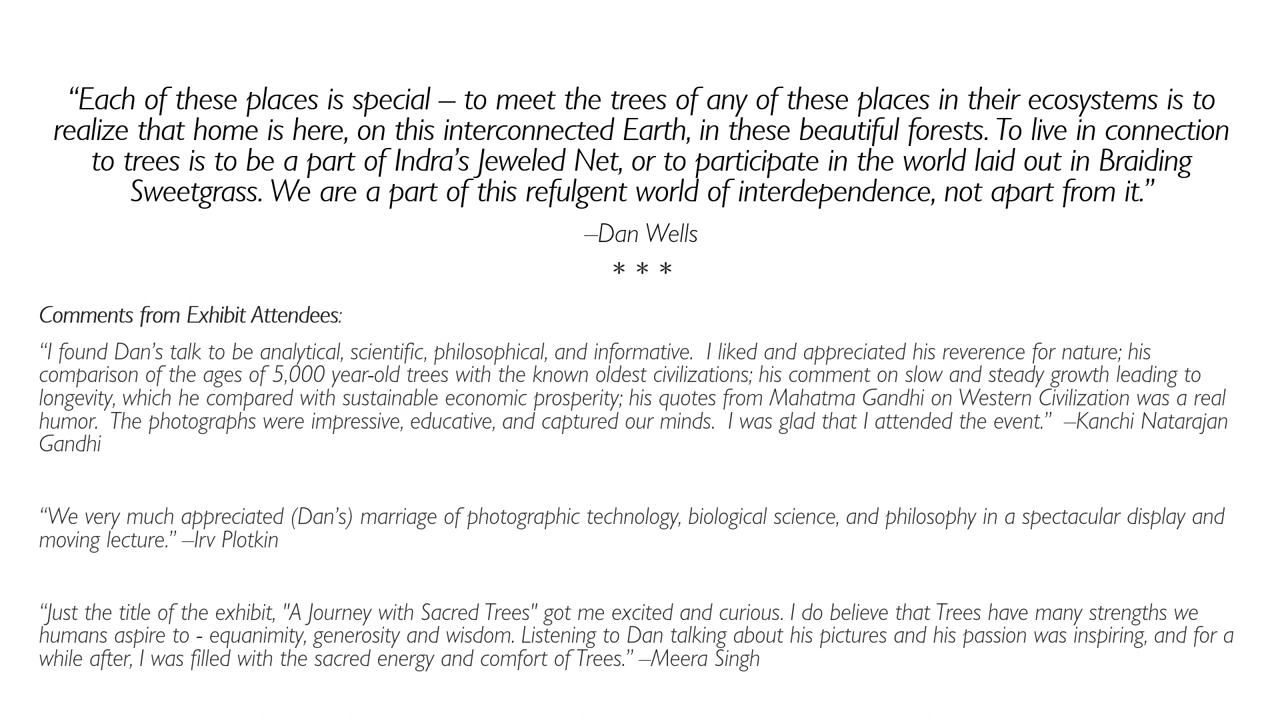 “Each of these places is special – to meet the trees of any of these places in their ecosystems is to
realize that home is here, on this interconnected Earth, in these beautiful forests. To live in connection
to trees is to be a part of Indra’s Jeweled Net, or to participate in the world laid out in Braiding
Sweetgrass. We are a part of this refulgent world of interdependence, not apart from it.”
–Dan Wells
* * *
Comments from Exhibit Attendees:
“I found Dan’s talk to be analytical, scientific, philosophical, and informative.  I liked and appreciated his reverence for nature; his
comparison of the ages of 5,000 year-old trees with the known oldest civilizations; his comment on slow and steady growth leading to
longevity, which he compared with sustainable economic prosperity; his quotes from Mahatma Gandhi on Western Civilization was a real
humor.  The photographs were impressive, educative, and captured our minds.  I was glad that I attended the event.”  –Kanchi Natarajan
Gandhi
“We very much appreciated (Dan’s) marriage of photographic technology, biological science, and philosophy in a spectacular display and
moving lecture.” –Irv Plotkin
“Just the title of the exhibit, "A Journey with Sacred Trees" got me excited and curious. I do believe that Trees have many strengths we
humans aspire to - equanimity, generosity and wisdom. Listening to Dan talking about his pictures and his passion was inspiring, and for a
while after, I was filled with the sacred energy and comfort of Trees.” –Meera Singh